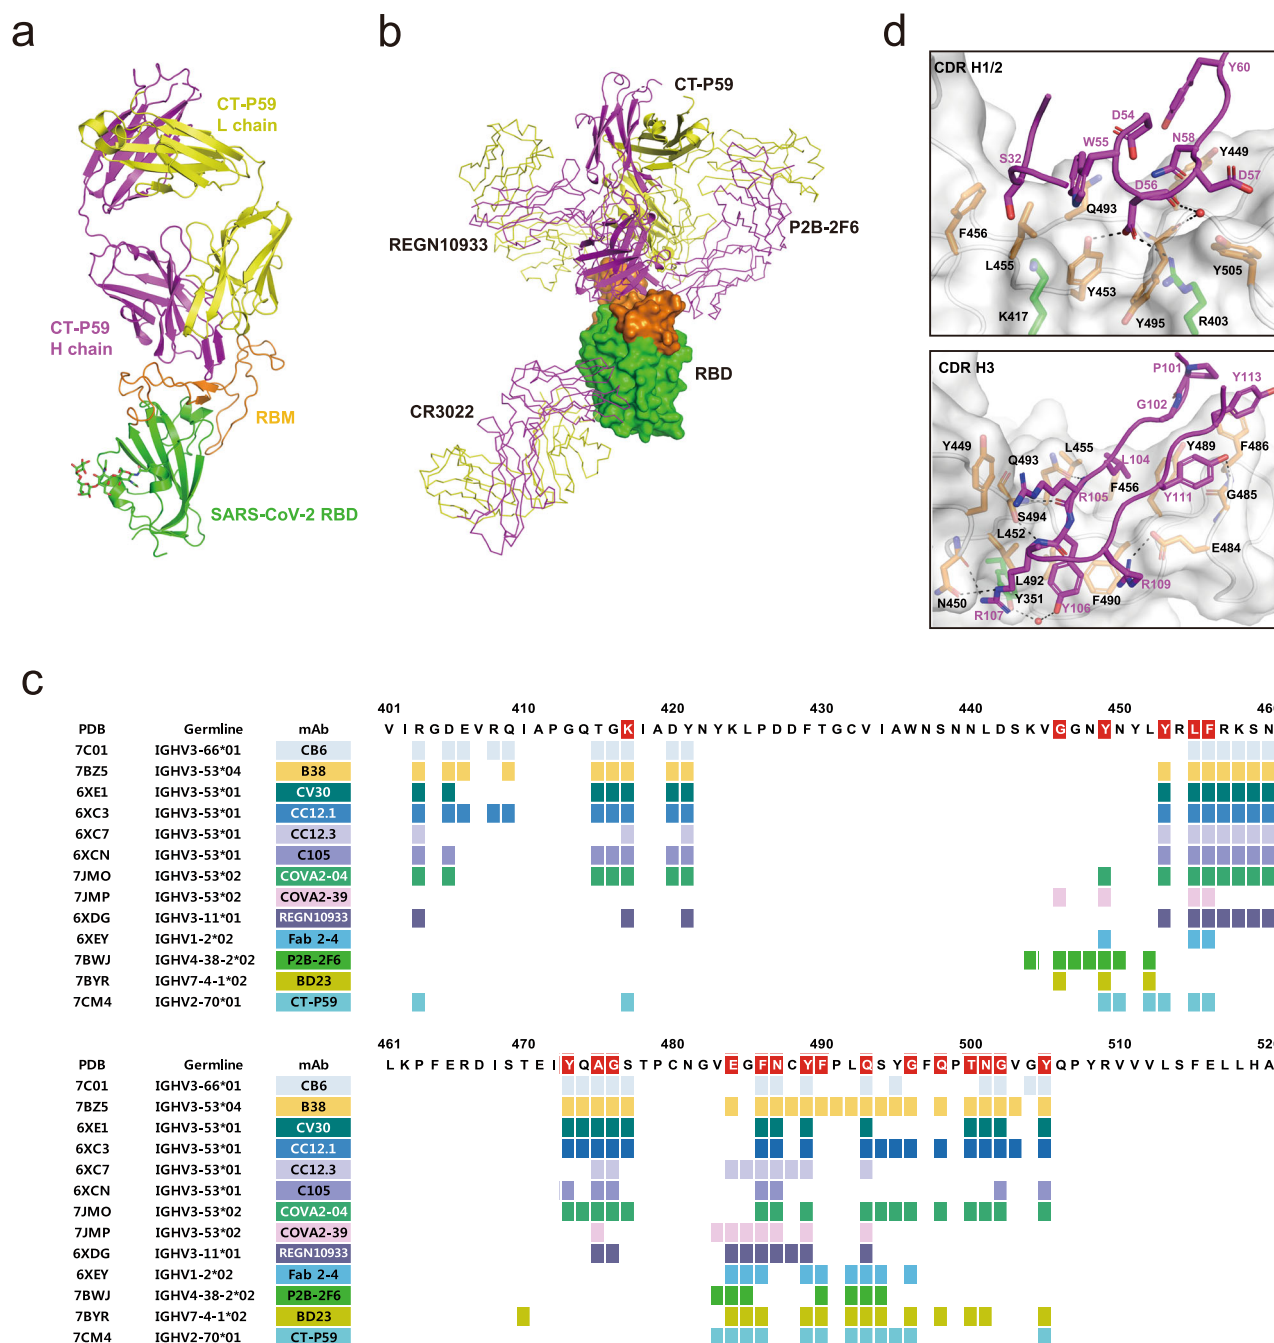 a
CT-P59
L chain
CT-P59
H chain
RBM
SARS-CoV-2 RBD
b
CT-P59
REGN10933
P2B-2F6
RBD
CR3022
d
CDR H1/2
Y60
D54
W55
N58
Y449
S32
D57
D56
Q493
F456
L455
Y505
Y453
K417
Y495
R403
CDR H3
P101
Y113
G102
Y449
Q493
L455
L104
Y489
F486
R105
F456
Y111
S494
G485
L452
E484
L492
N450
Y351
F490
R109
R107
Y106
c
401 410 420 430 440 450 460
PDB Germline mAb V I R G D E V R Q I A P G Q T G K I A D Y N Y K L P D D F T G C V I A W N S N N L D S K V G G N Y N Y L Y R L F R K S N
7C01 IGHV3-66*01 CB6
7BZ5 IGHV3-53*04 B38
6XE1 IGHV3-53*01 CV30
6XC3 IGHV3-53*01 CC12.1
6XC7 IGHV3-53*01 CC12.3
6XCN IGHV3-53*01 C105
7JMO IGHV3-53*02 COVA2-04
7JMP IGHV3-53*02 COVA2-39
6XDG IGHV3-11*01 REGN10933
6XEY IGHV1-2*02 Fab 2-4
7BWJ IGHV4-38-2*02 P2B-2F6
7BYR IGHV7-4-1*02 BD23
7CM4 IGHV2-70*01 CT-P59
461 470 480 490 500 510 520
PDB Germline mAb L K P F E R D I S T E I Y Q A G S T P C N G V E G F N C Y F P L Q S Y G F Q P T N G V G Y Q P Y R V V V L S F E L L H A
7C01 IGHV3-66*01 CB6
7BZ5 IGHV3-53*04 B38
6XE1 IGHV3-53*01 CV30
6XC3 IGHV3-53*01 CC12.1
6XC7 IGHV3-53*01 CC12.3
6XCN IGHV3-53*01 C105
7JMO IGHV3-53*02 COVA2-04
7JMP IGHV3-53*02 COVA2-39
6XDG IGHV3-11*01 REGN10933
6XEY IGHV1-2*02 Fab 2-4
7BWJ IGHV4-38-2*02 P2B-2F6
7BYR IGHV7-4-1*02 BD23
7CM4 IGHV2-70*01 CT-P59